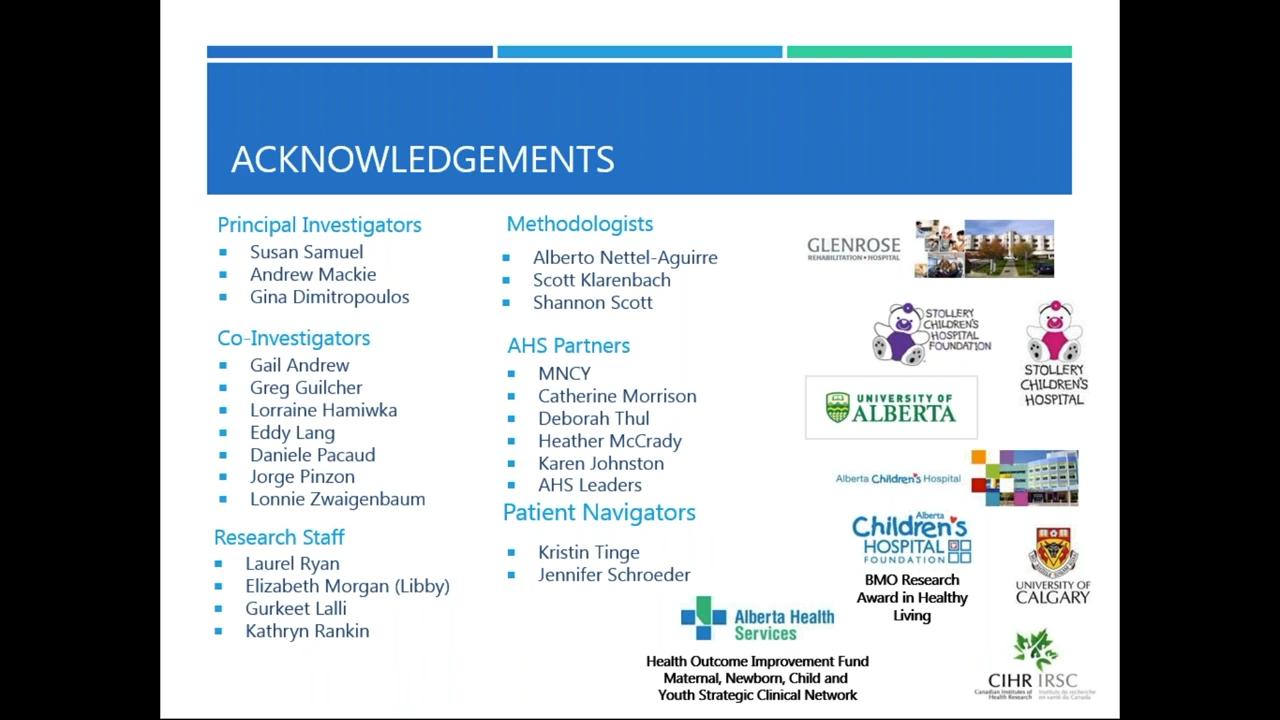 ACKNOWLEDGEMENTS
Principal Investigators
Susan Samuel
Andrew Mackie
Gina Dimitropoulos
Co-Investigators
Gail Andrew
Greg Guilcher
Lorraine Hamiwka
Eddy Lang
Daniele Pacaud
Jorge Pinzon
Lonnie Zwaigenbaum
Research Staff
Laurel Ryan
Elizabeth Morgan (Libby)
Gurkeet Lalli
Kathryn Rankin
Methodologists
Alberto Nettel-Aguirre
Scott Klarenbach
Shannon Scott
AHS Partners
MNCY
Catherine Morrison
Deborah Thul
Heather McCrady
Karen Johnston
AHS Leaders
Patient Navigators
Kristin Tinge
Jennifer Schroeder
GLENROSE
REHABILITATION • HOSPITAL
STOLLERY
CHILDREN'S
HOSPITAL
FOUNDATION
STOLLERY
CHILDREN'S
HOSPITAL
UNIVERSITY OF
ALBERTA
Alberta Children's Hospital
Alberta
Children's
HOSPITAL
FOUNDATION
BMO Research
Award in Healthy
Living
UNIVERSITY OF
CALGARY
Alberta Health
Services
Health Outcome Improvement Fund
Maternal, Newborn, Child and
Youth Strategic Clinical Network
CIHR IRSC
Canadian Institutes of
Health Research
Instituts de recherche
en santé du Canada